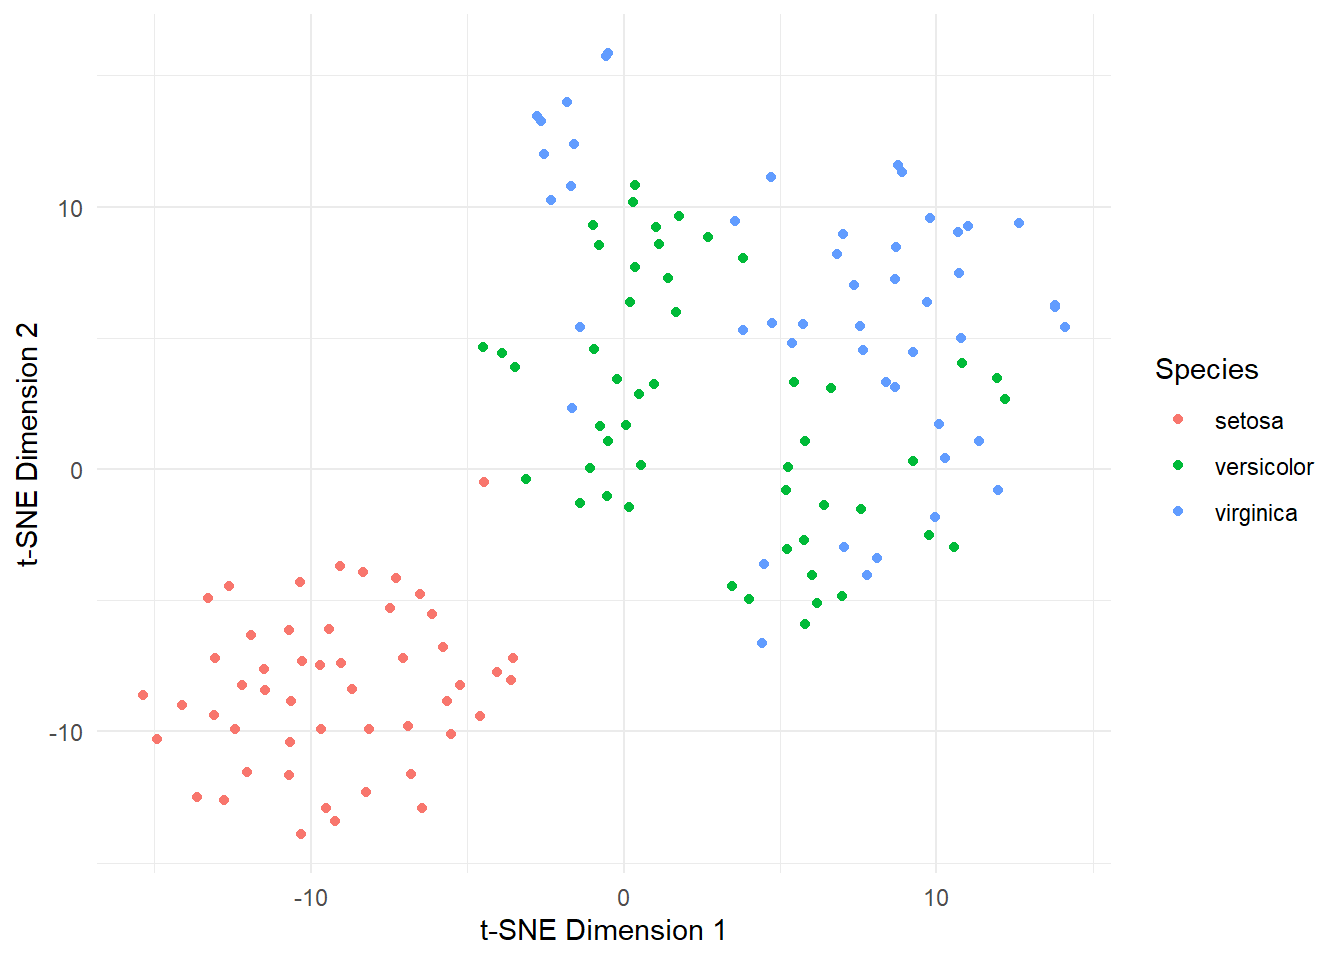 10
0
-10
-10
0
10
t-SNE Dimension 1
t-SNE Dimension 2
Species
setosa
versicolor
virginica